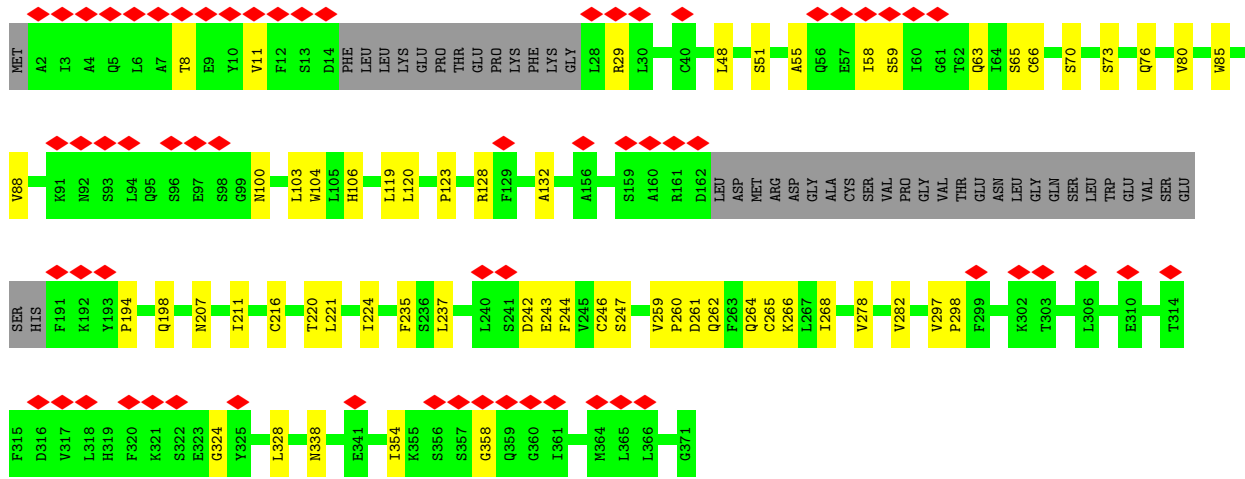 MET A2 I3 A4 Q5 L6 A7 T8 E9 Y10 V11 F12 S13 D14 PHE LEU LEU LYS GLU PRO THR GLU PRO LYS PHE LYS GLY L28 R29 L30 C40 L48 S51 A55 Q56 E57 I58 S59 I60 G61 T62 Q63 I64 S65 C66 S70 S73 Q76 V80 W85
V88 K91 N92 S93 L94 Q95 S96 E97 S98 G99 N100 L103 W104 L105 H106 L119 L120 P123 R128 F129 A132 A156 S159 A160 R161 D162 LEU ASP MET ARG ASP GLY ALA CYS SER VAL PRO GLY VAL THR GLU ASN LEU GLY GLN SER LEU TRP GLU VAL SER GLU
SER HIS F191 K192 Y193 P194 Q198 N207 I211 C216 T220 L221 I224 F235 S236 L237 L240 S241 D242 E243 F244 V245 C246 S247 V259 P260 D261 Q262 F263 Q264 C265 K266 L267 I268 V278 V282 V297 P298 F299 K302 T303 L306 E310 T314
F315 D316 V317 L318 H319 F320 K321 S322 E323 G324 Y325 L328 N338 E341 I354 K355 S356 S357 G358 Q359 G360 I361 M364 L365 L366 G371